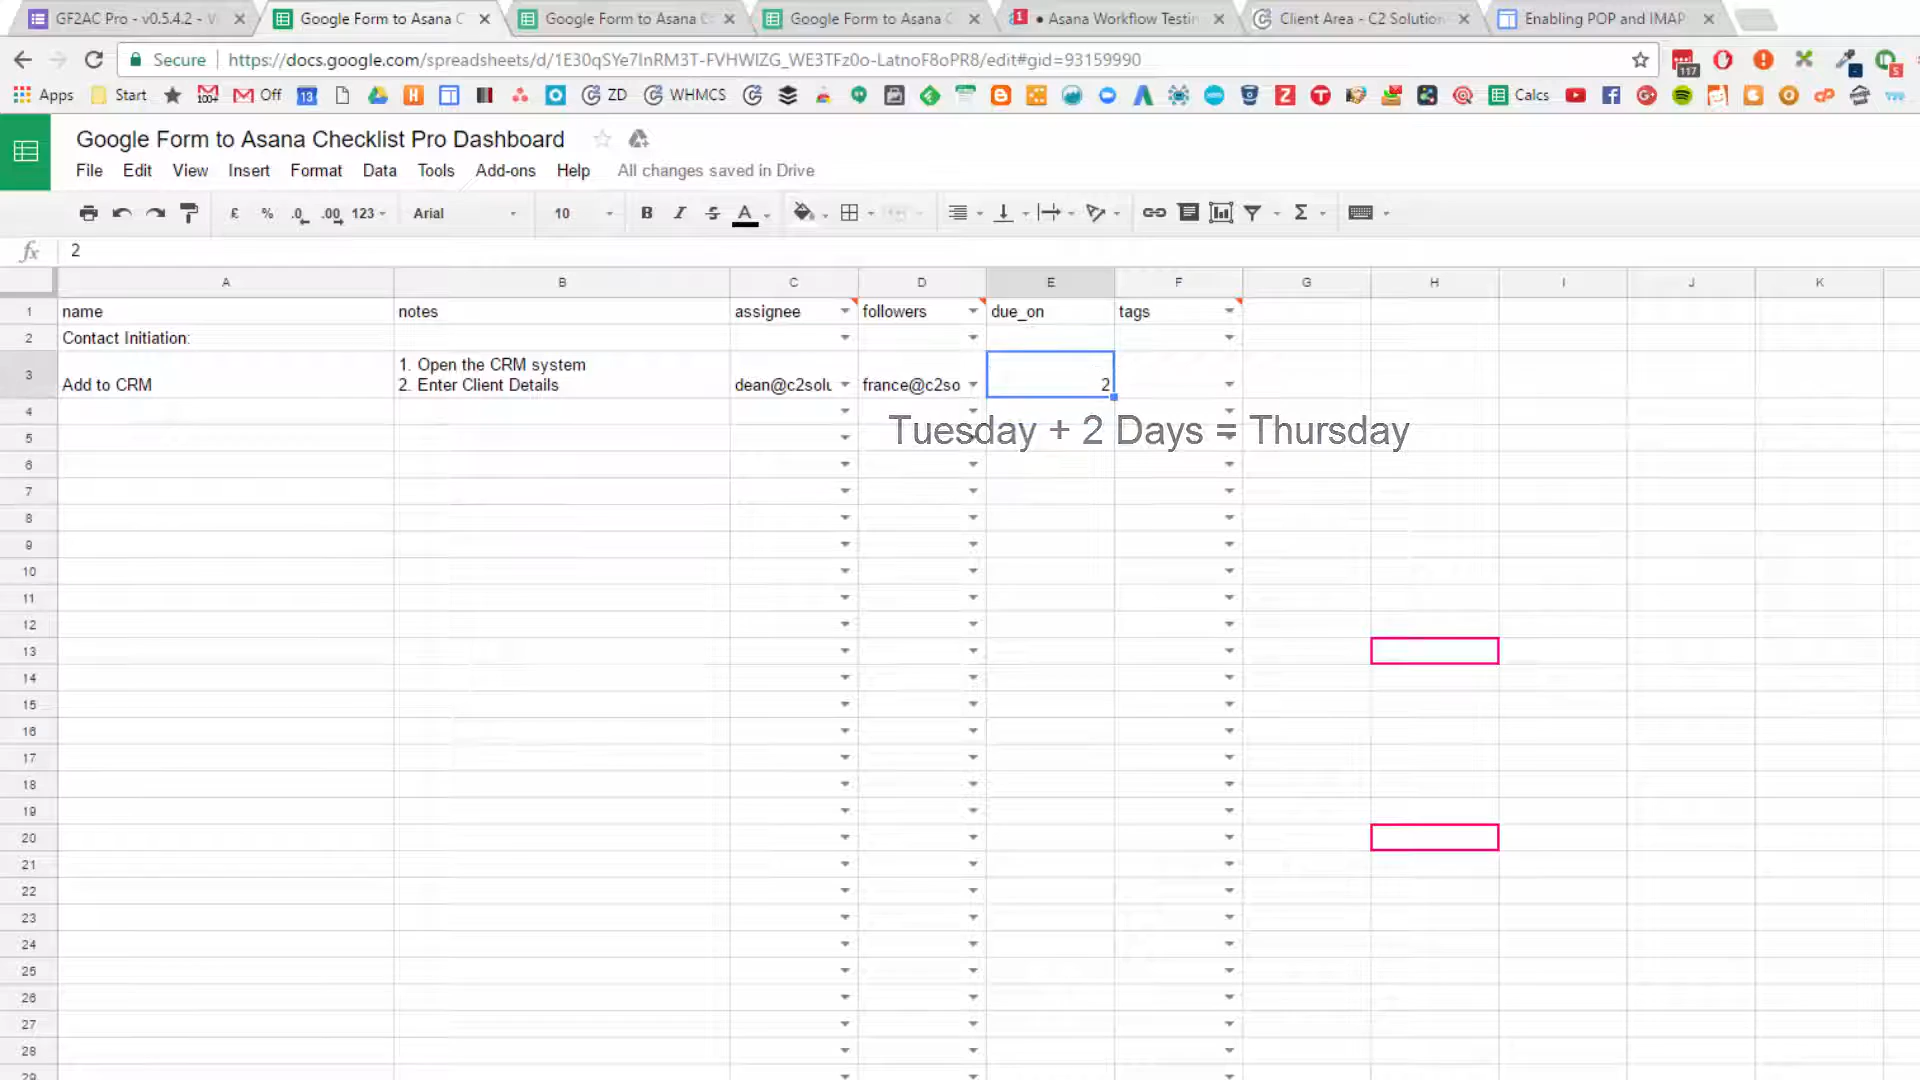 GF2AC Pro - v0.5.4.2 - V
Google Form to Asana C
Google Form to Asana C
Google Form to Asana C
• Asana Workflow Testin
Client Area - C2 Solution
Enabling POP and IMAP
Secure
https://docs.google.com/spreadsheets/d/1E30qSYe7InRM3T-FVHWIZG_WE3TFz0o-LatnoF8oPR8/edit#gid=93159990
117
5
Apps Start 100+ Off 13 ZD WHMCS Calcs
Google Form to Asana Checklist Pro Dashboard
File Edit View Insert Format Data Tools Add-ons Help All changes saved in Drive
£ % .0 .00 123 Arial 10 B I S A
fx 2
A B C D E F G H I J K
1 name notes assignee followers due_on tags
2 Contact Initiation:
1. Open the CRM system
3 Add to CRM 2. Enter Client Details dean@c2solu france@c2so 2
4
Tuesday + 2 Days = Thursday
5
6
7
8
9
10
11
12
13
14
15
16
17
18
19
20
21
22
23
24
25
26
27
28
29